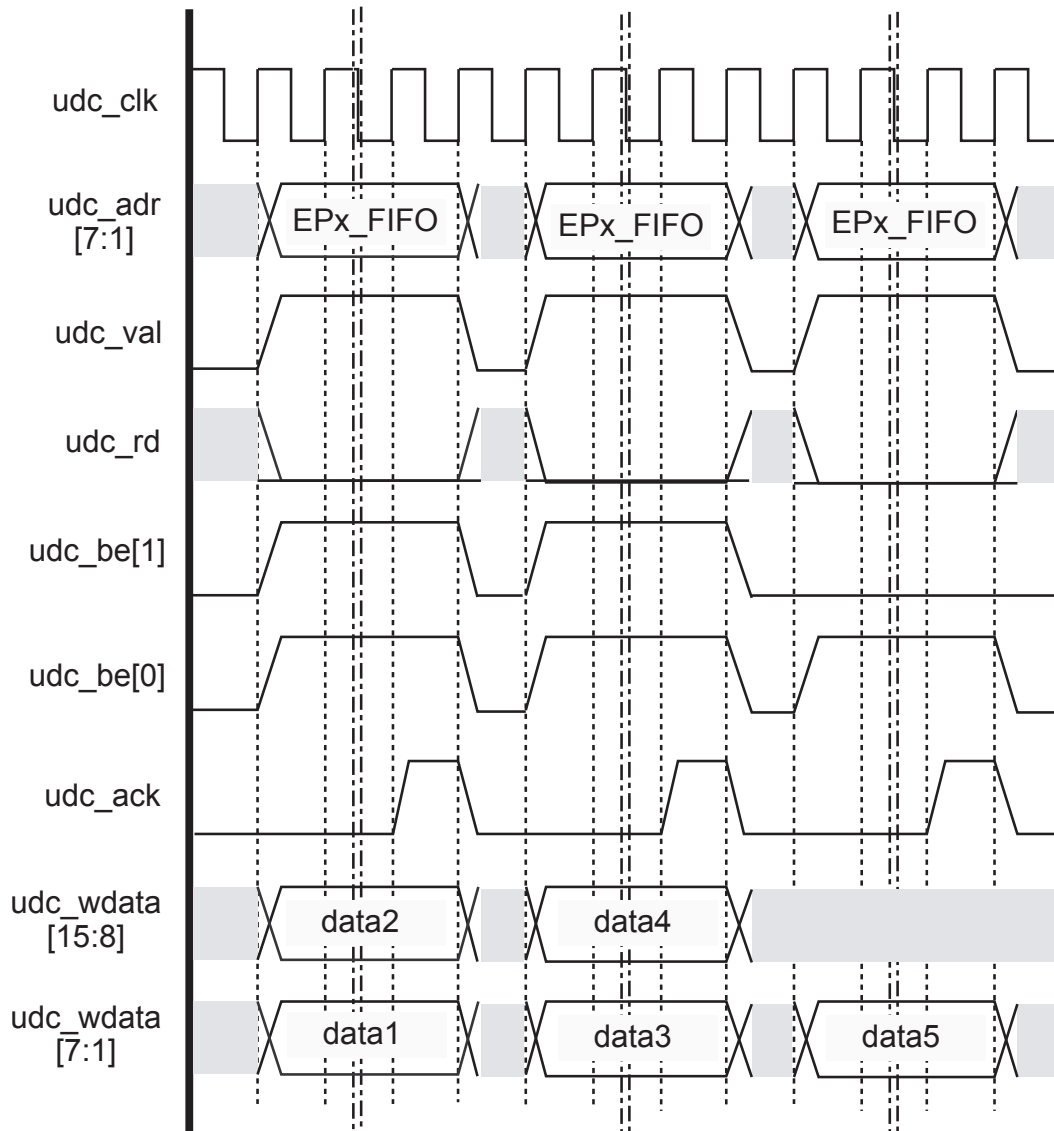 udc_clk
udc_adr
[7:1]
EPx_FIFO
EPx_FIFO
EPx_FIFO
udc_val
udc_rd
udc_be[1]
udc_be[0]
udc_ack
udc_wdata
[15:8]
data2
data4
udc_wdata
[7:1]
data1
data3
data5